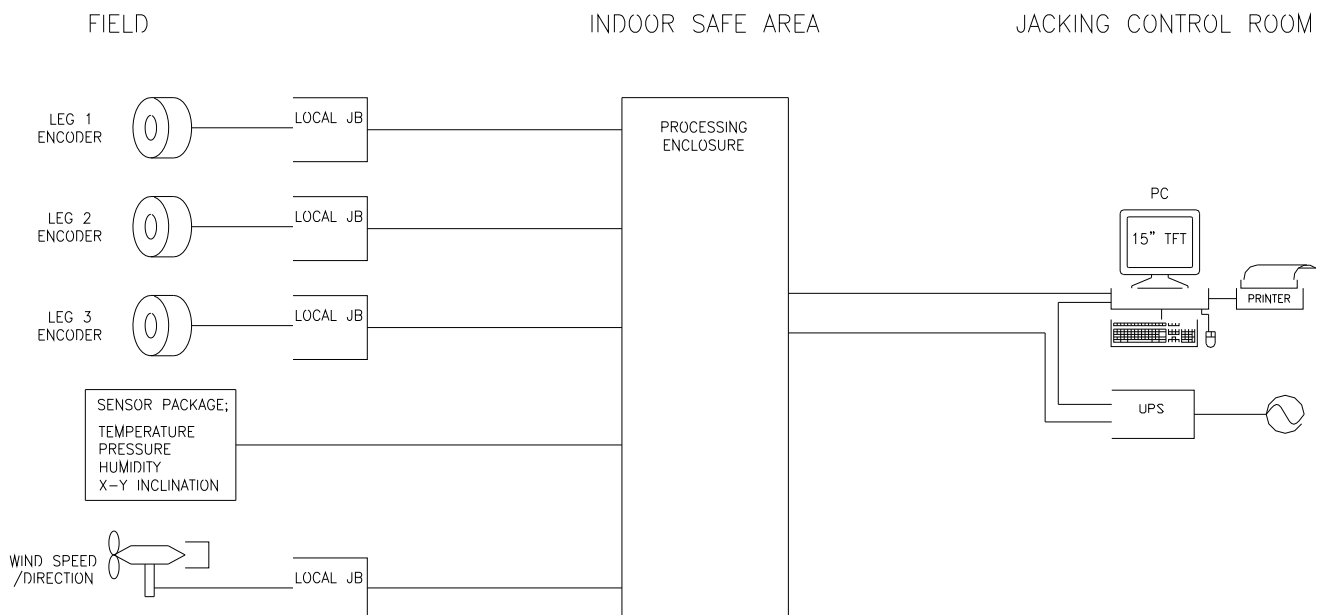 FIELD
INDOOR SAFE AREA
JACKING CONTROL ROOM
LEG 1
ENCODER
LOCAL JB
PROCESSING
ENCLOSURE
LEG 2
ENCODER
LOCAL JB
PC
15" TFT
PRINTER
LEG 3
ENCODER
LOCAL JB
SENSOR PACKAGE;
TEMPERATURE
PRESSURE
HUMIDITY
X-Y INCLINATION
UPS
WIND SPEED
/DIRECTION
LOCAL JB